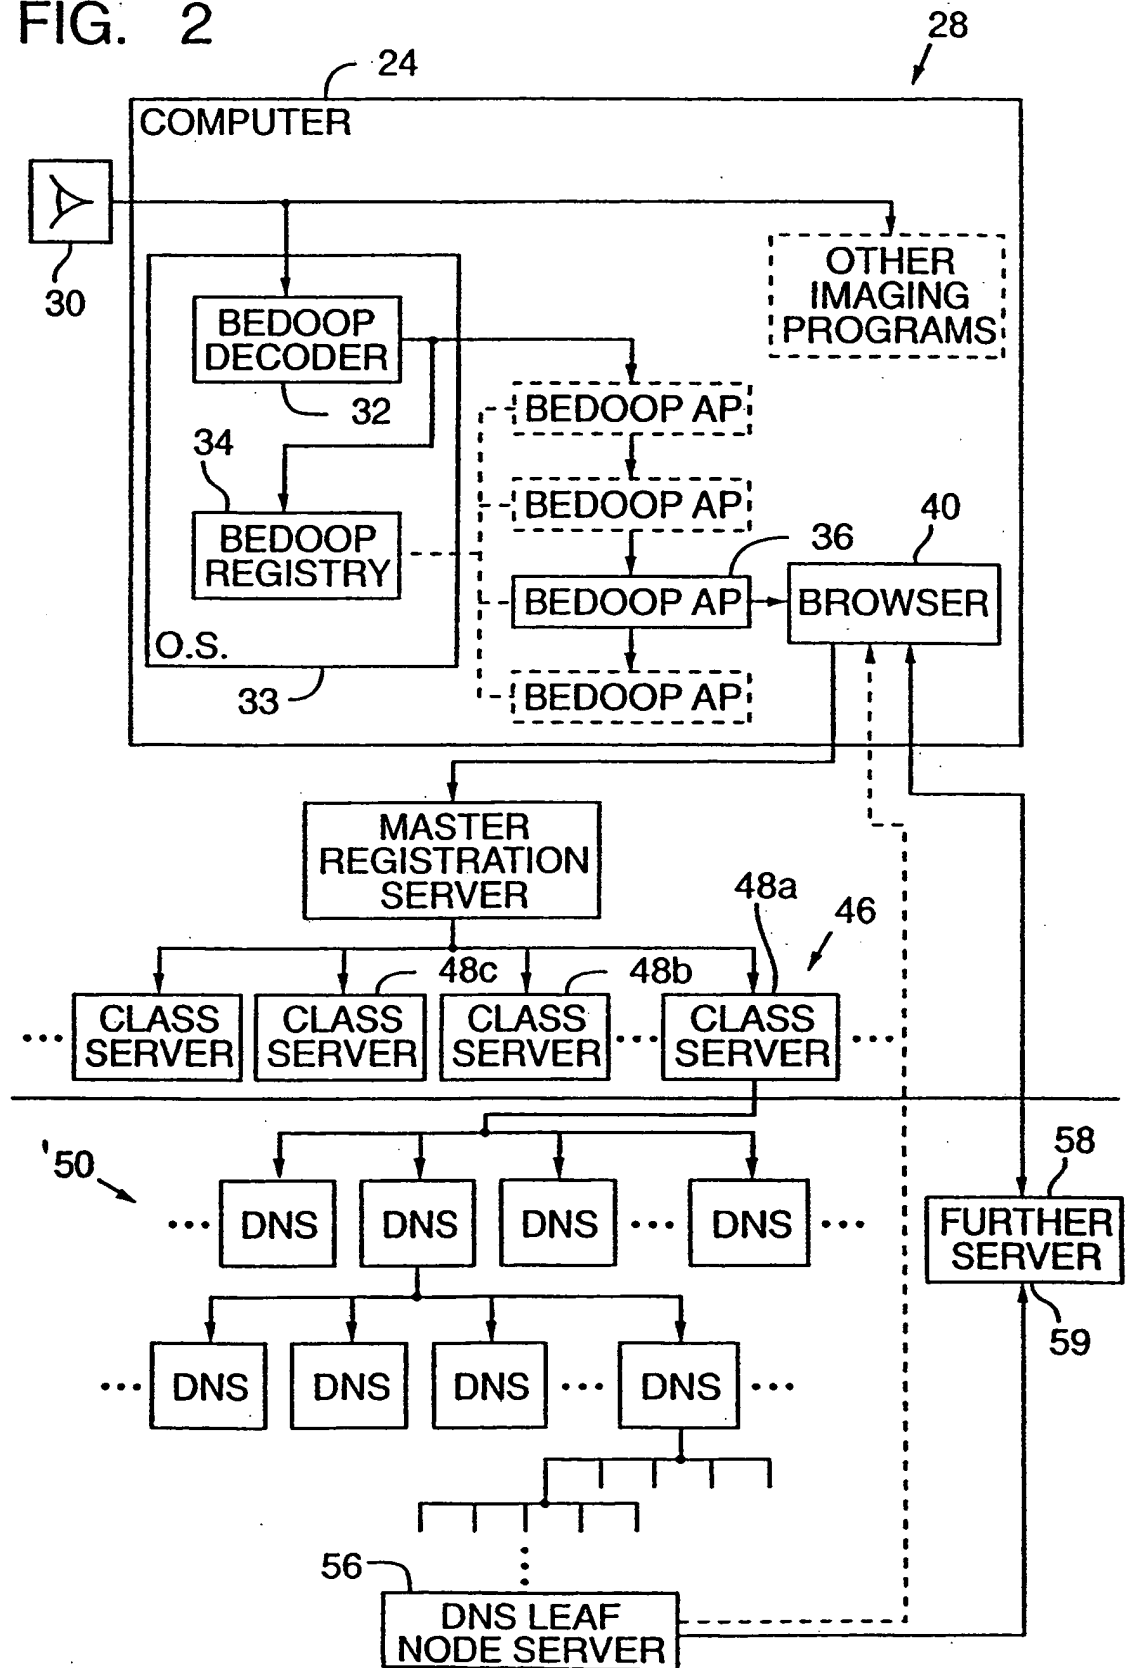 FIG. 2
28
24
COMPUTER
30
OTHER
IMAGING
PROGRAMS
BEDOOP
DECODER
32
BEDOOP AP
34
BEDOOP AP
40
BEDOOP
REGISTRY
36
BEDOOP AP
BROWSER
O.S.
33
BEDOOP AP
MASTER
REGISTRATION
SERVER
48a
46
48c
48b
... CLASS
SERVER
CLASS
SERVER
CLASS
SERVER ...
CLASS
SERVER ...
'50
58
... DNS DNS DNS ... DNS ...
FURTHER
SERVER
59
... DNS DNS DNS ... DNS ...
56
DNS LEAF
NODE SERVER